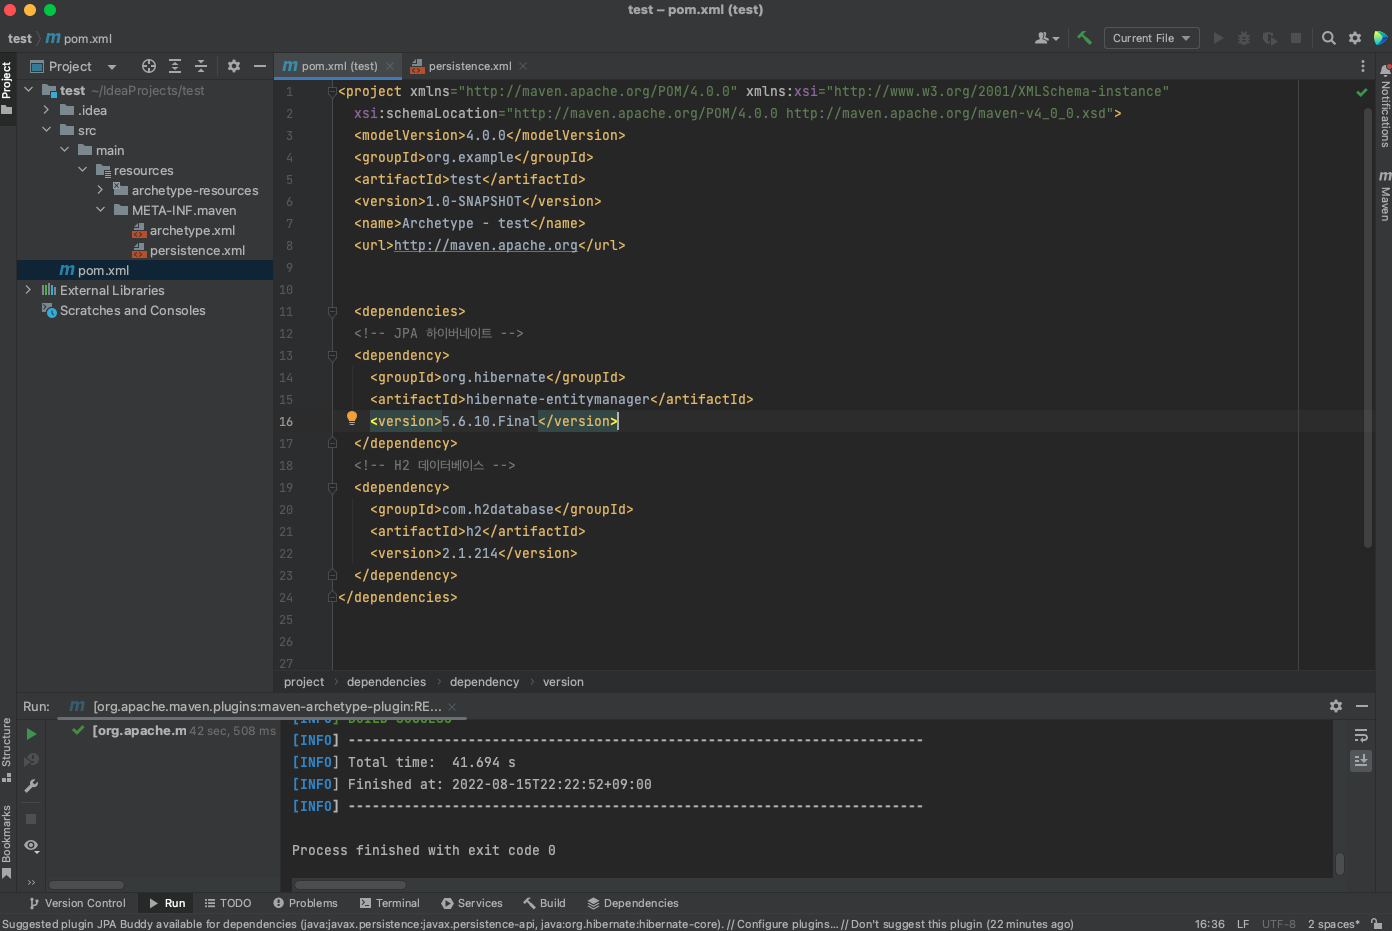 test – pom.xml (test)
test
m pom.xml
Current File
Project
Project
pom.xml (test)
persistence.xml
Notifications
Maven
test ~/IdeaProjects/test
.idea
src
main
resources
archetype-resources
META-INF.maven
archetype.xml
persistence.xml
pom.xml
External Libraries
Scratches and Consoles
1 <project xmlns="http://maven.apache.org/POM/4.0.0" xmlns:xsi="http://www.w3.org/2001/XMLSchema-instance"
2 xsi:schemaLocation="http://maven.apache.org/POM/4.0.0 http://maven.apache.org/maven-v4_0_0.xsd">
3 <modelVersion>4.0.0</modelVersion>
4 <groupId>org.example</groupId>
5 <artifactId>test</artifactId>
6 <version>1.0-SNAPSHOT</version>
7 <name>Archetype - test</name>
8 <url>http://maven.apache.org</url>
9
10
11 <dependencies>
12 <!-- JPA 하이버네이트 -->
13 <dependency>
14 <groupId>org.hibernate</groupId>
15 <artifactId>hibernate-entitymanager</artifactId>
16 <version>5.6.10.Final</version>
17 </dependency>
18 <!-- H2 데이터베이스 -->
19 <dependency>
20 <groupId>com.h2database</groupId>
21 <artifactId>h2</artifactId>
22 <version>2.1.214</version>
23 </dependency>
24 </dependencies>
25
26
27
project
dependencies
dependency
version
Run:
[org.apache.maven.plugins:maven-archetype-plugin:RE...
[org.apache.m 42 sec, 508 ms
[INFO] BUILD SUCCESS
[INFO] ------------------------------------------------------------------------
[INFO] Total time:  41.694 s
[INFO] Finished at: 2022-08-15T22:22:52+09:00
[INFO] ------------------------------------------------------------------------
Process finished with exit code 0
Structure
Bookmarks
Version Control
Run
TODO
Problems
Terminal
Services
Build
Dependencies
Suggested plugin JPA Buddy available for dependencies (java:javax.persistence:javax.persistence-api, java:org.hibernate:hibernate-core). // Configure plugins... // Don't suggest this plugin (22 minutes ago)
16:36 LF UTF-8 2 spaces*